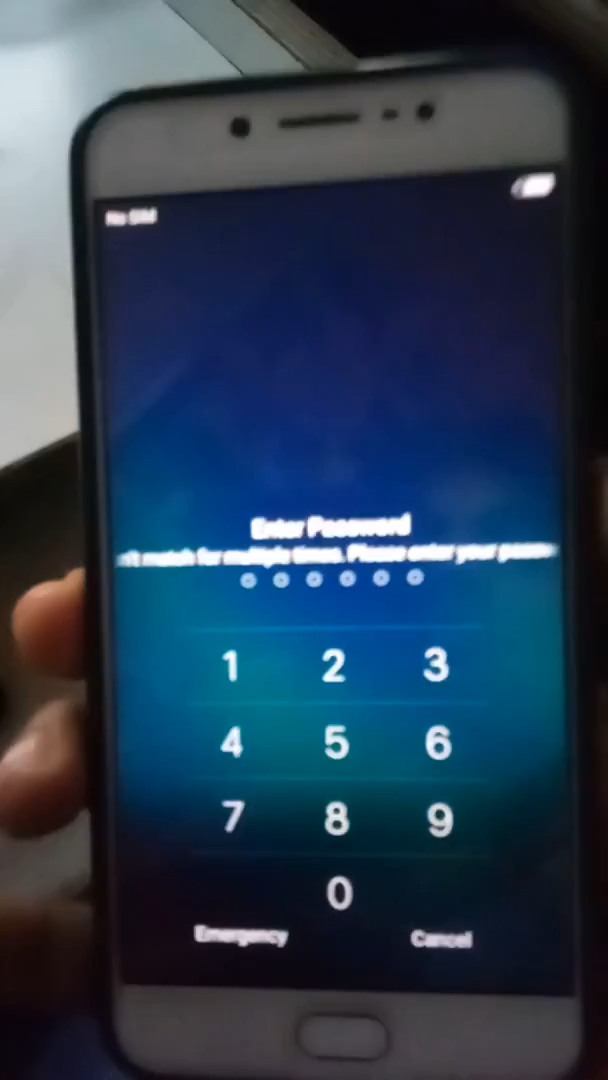 No SIM
Enter Password
n't match for multiple times. Please enter your
1 2 3
4 5 6
7 8 9
0
Emergency Cancel